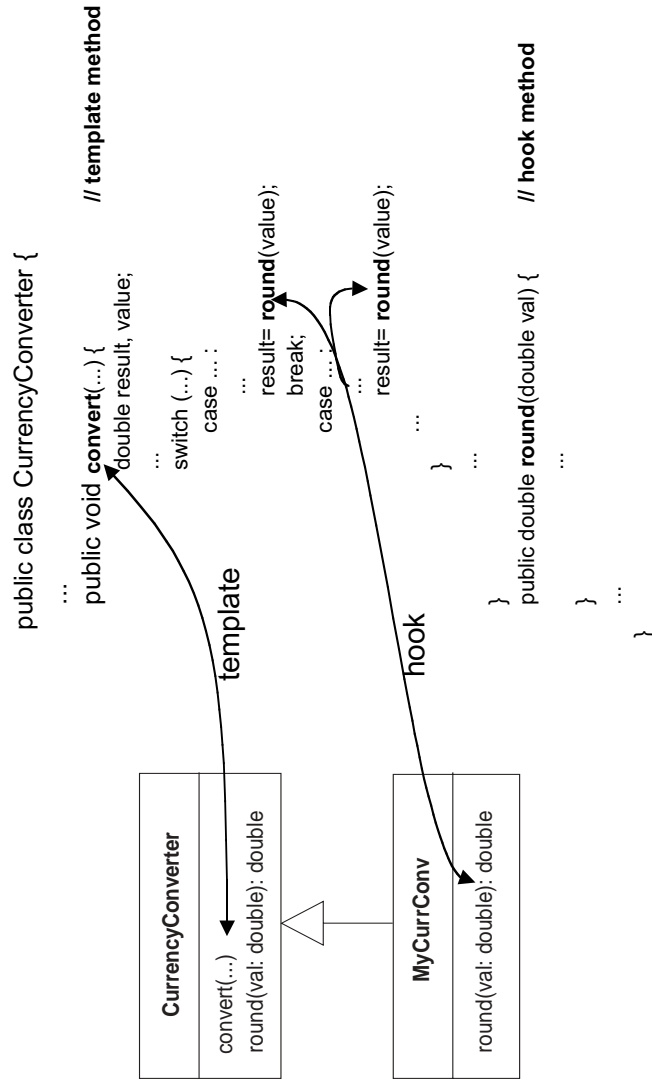 CurrencyConverter
convert(...)
round(val: double): double
MyCurrConv
round(val: double): double
template
hook
public class CurrencyConverter {
...
public void convert(...) { // template method
double result, value;
...
switch (...) {
case ... :
...
result= round(value);
break;
case ... :
...
result= round(value);
...
}
...
}
public double round(double val) { // hook method
...
}
...
}